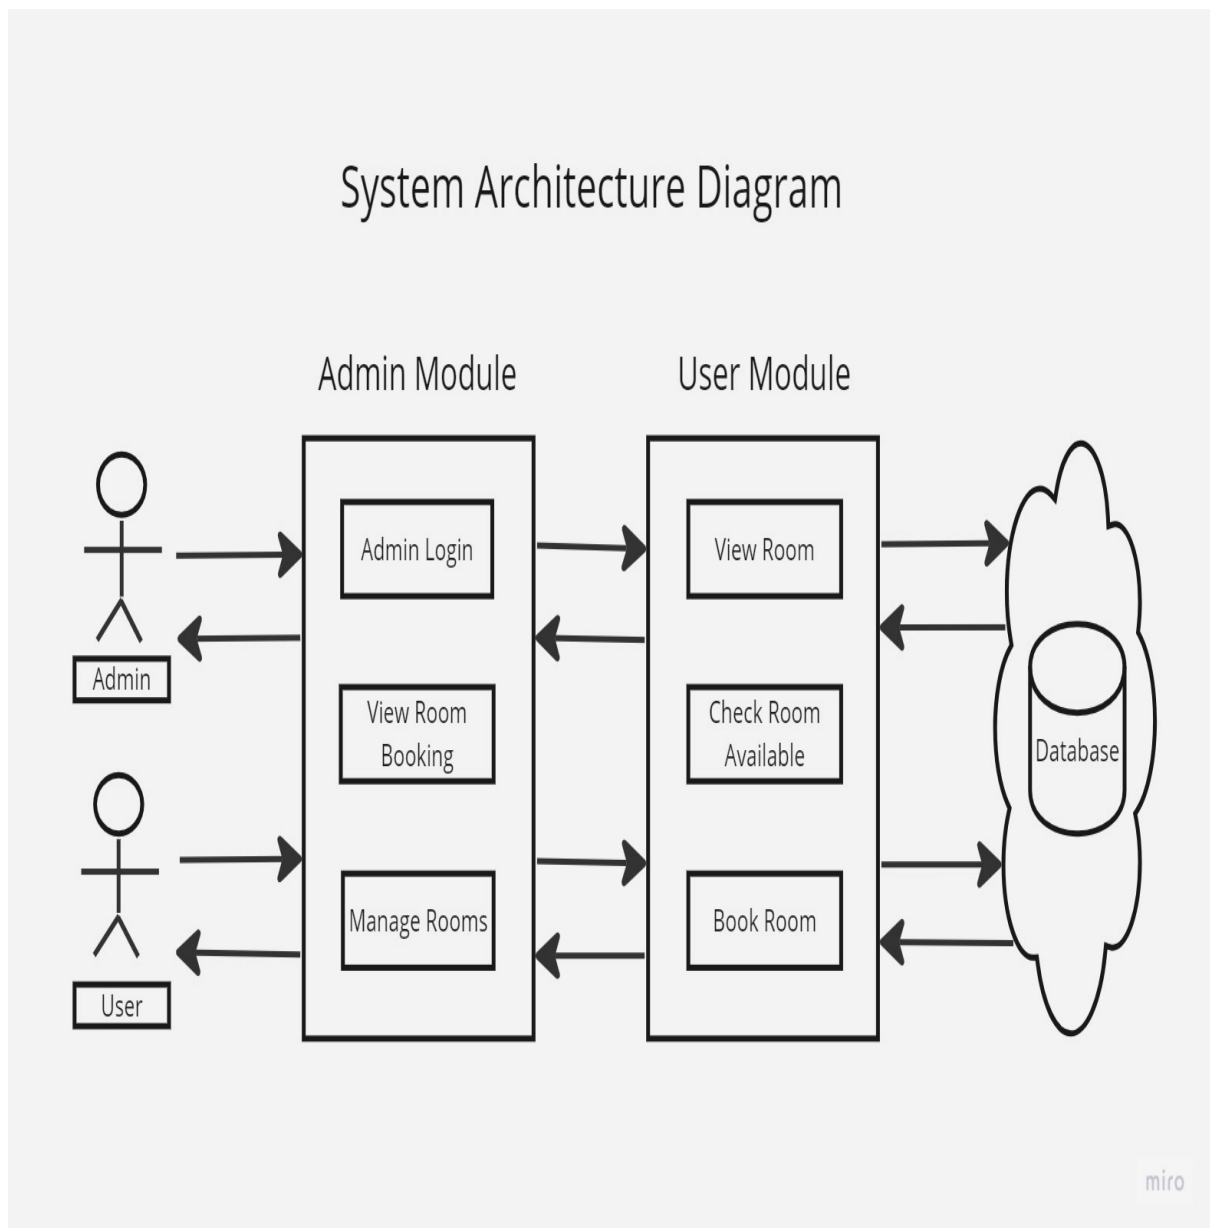 System Architecture Diagram
Admin Module
User Module
Admin Login
View Room
Admin
View Room
Booking
Check Room
Available
Database
Manage Rooms
Book Room
User
miro